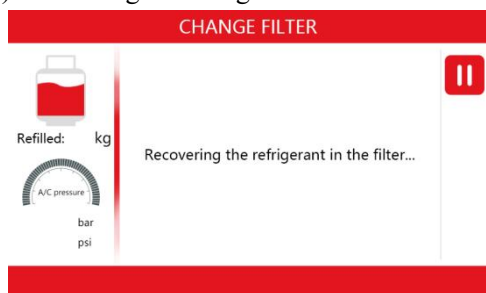 CHANGE FILTER
Refilled: kg
A/C pressure
bar
psi
Recovering the refrigerant in the filter...